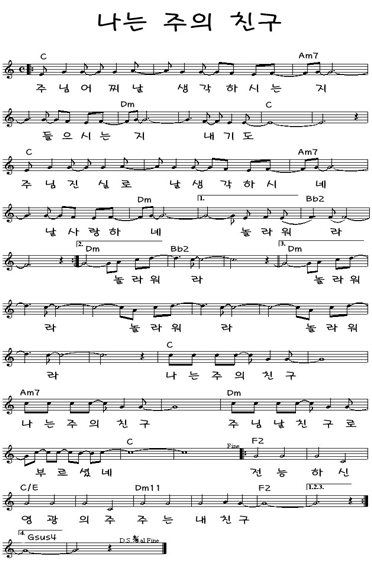 나는 주의 친구
C Am7
주 님 어 찌 날 생 각 하 시 는 지
Dm C
들 으 시 는 지 내 기 도
C Am7
주 님 진 실 로 날 생 각 하 시 네
Dm 1. Bb2
날 사 랑 하 네 놀 라 워
2. Dm Bb2 3. Dm
놀 라 워 라 놀 라 워
라 놀 라 워 라 놀 라 워
C
라 나 는 주 의 친 구
Am7 Dm
나 는 주 의 친 구 주 님 날 친 구 로
C Fine F2
부 르 셨 네 전 능 하 신
C/E Dm11 F2 1.2.3.
영 광 의 주 주 는 내 친 구
4. Gsus4 D.S. al Fine